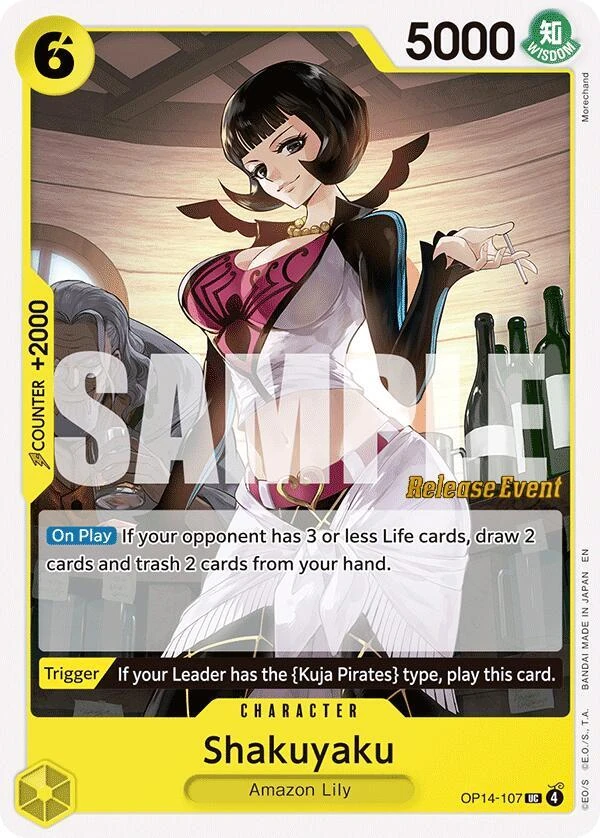 6
5000
知
WISDOM
Morechand
COUNTER +2000
SAMPLE
Release Event
On Play If your opponent has 3 or less Life cards, draw 2
cards and trash 2 cards from your hand.
Trigger If your Leader has the {Kuja Pirates} type, play this card.
CHARACTER
Shakuyaku
Amazon Lily
OP14-107 UC 4
©EO/S ©E.O./S., T.A. BANDAI MADE IN JAPAN EN